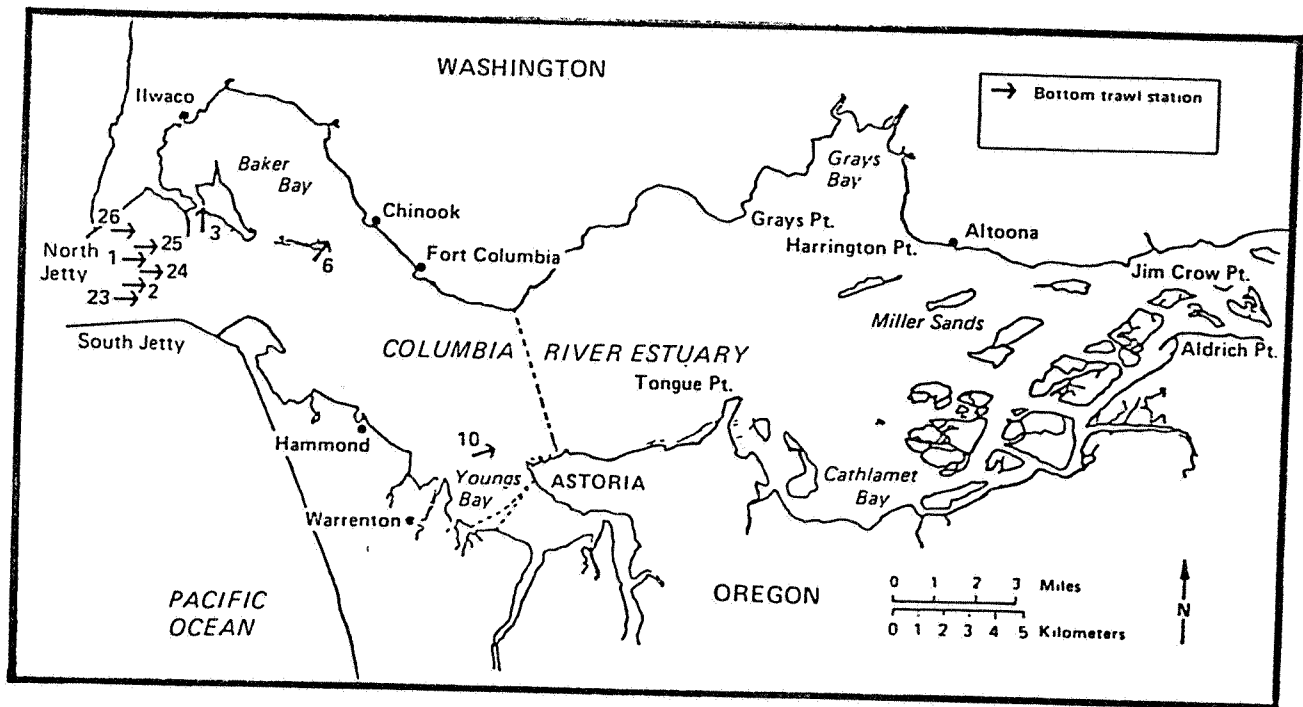 WASHINGTON
Ilwaco
→ Bottom trawl station
Baker
Bay
Grays
Bay
Chinook
Grays Pt.
26
3
Harrington Pt.
Altoona
North
Jetty
25
1
24
6
Fort Columbia
Jim Crow Pt.
23
2
Miller Sands
South Jetty
COLUMBIA RIVER ESTUARY
Aldrich Pt.
Tongue Pt.
Hammond
10
Youngs
Bay
ASTORIA
Cathlamet
Bay
Warrenton
PACIFIC
OCEAN
OREGON
0 1 2 3 Miles
0 1 2 3 4 5 Kilometers
N